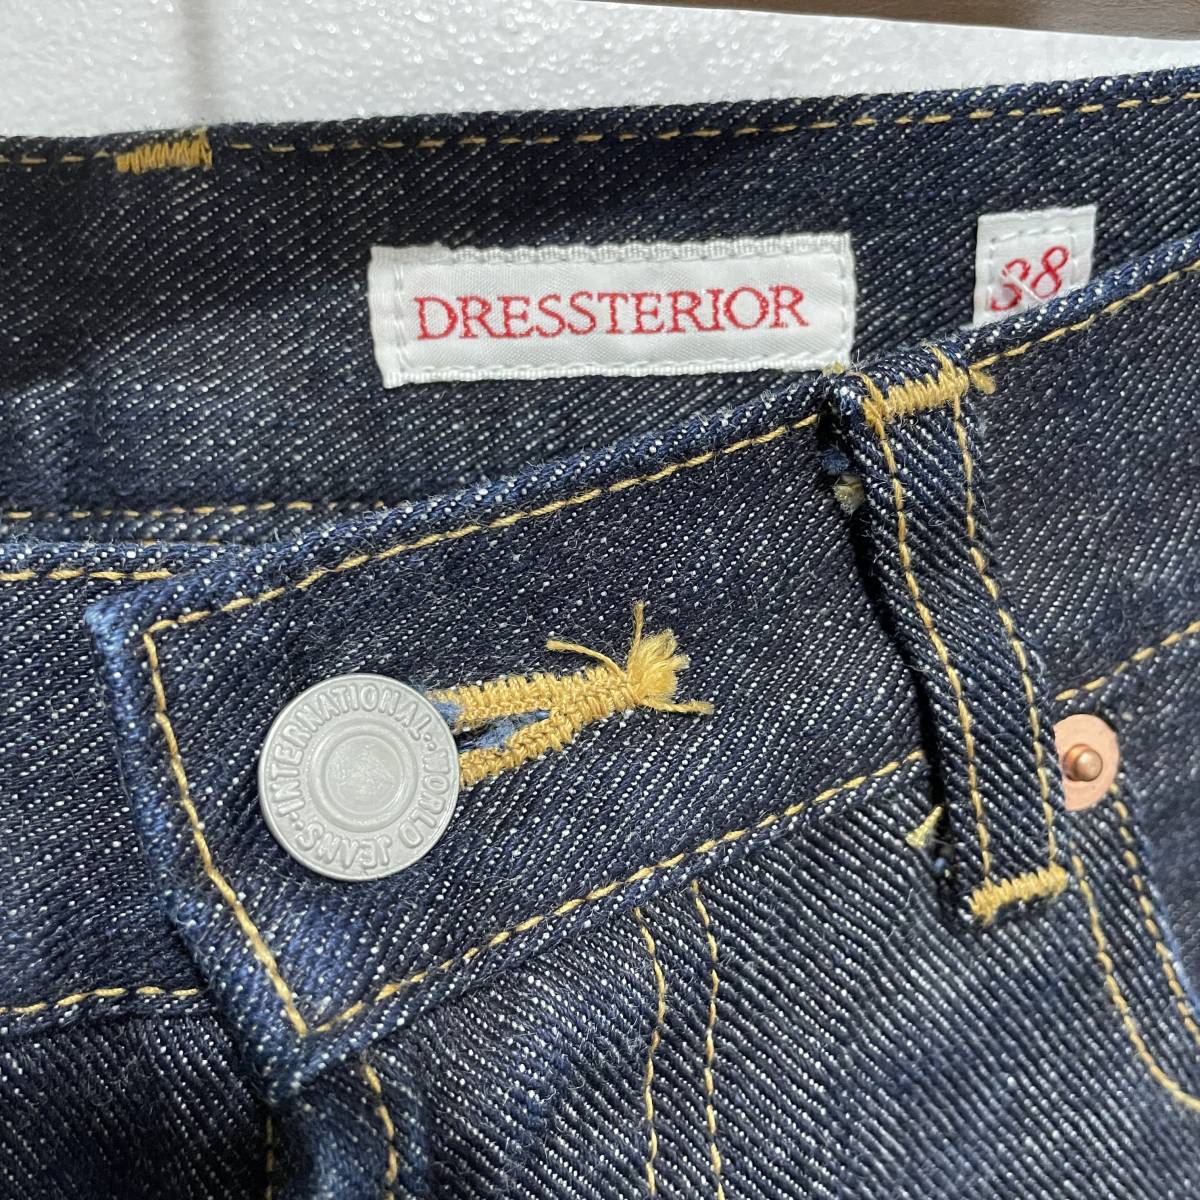 DRESSTERIOR
38
INTERNATIONAL·WORLD JEANS·